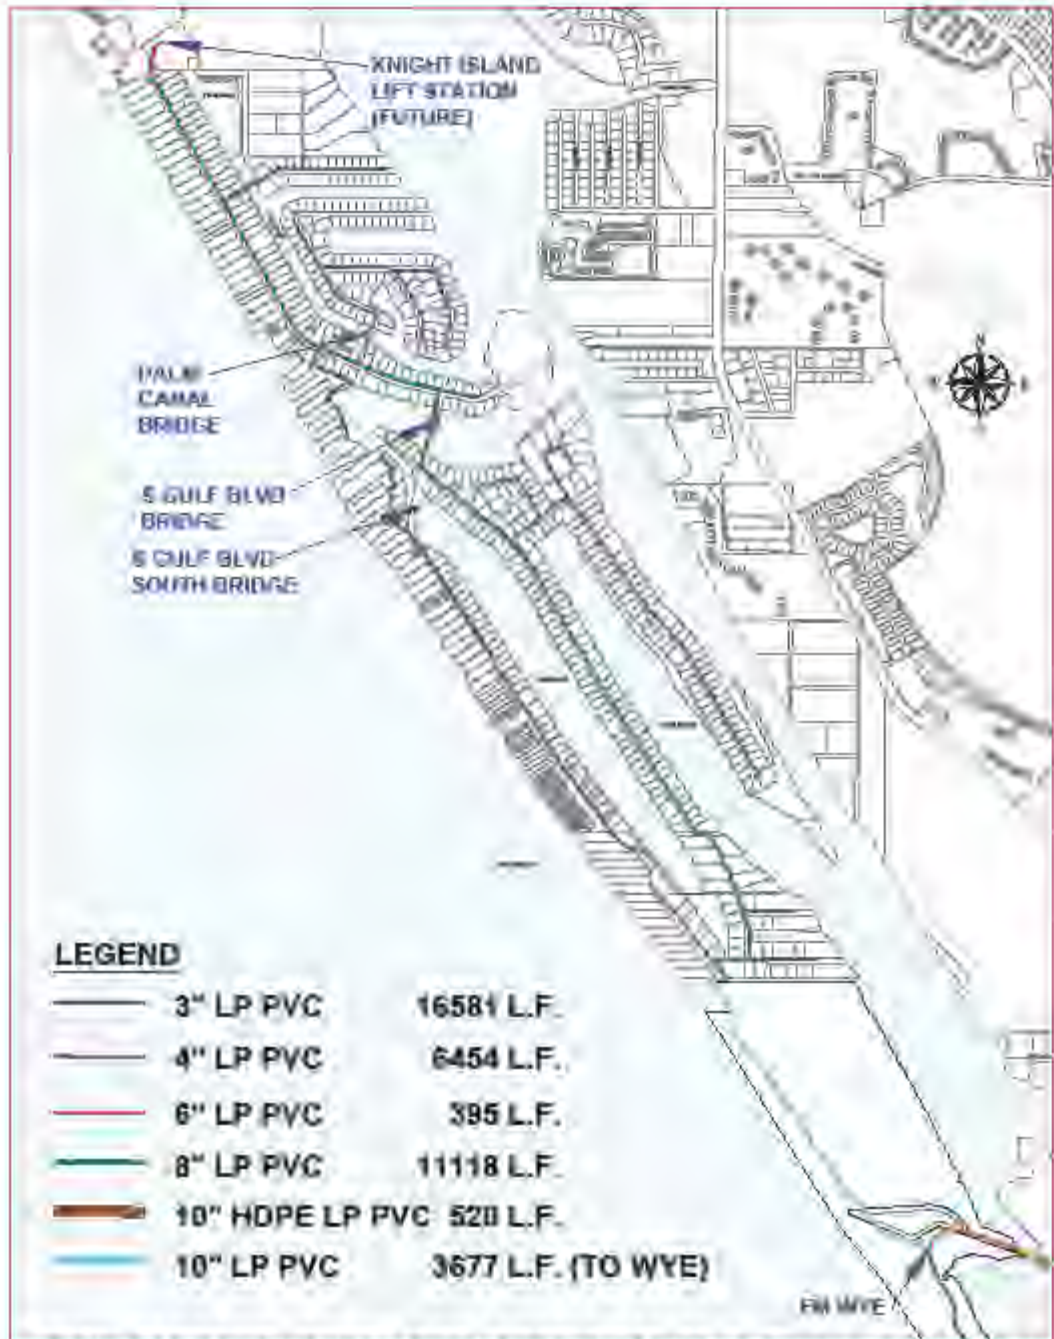 KNIGHT ISLAND
LIFT STATION
(FUTURE)
N
PALM
CANAL
BRIDGE
S GULF BLVD
BRIDGE
S GULF BLVD
SOUTH BRIDGE
LEGEND
3" LP PVC 16581 L.F.
4" LP PVC 6454 L.F.
6" LP PVC 395 L.F.
8" LP PVC 11118 L.F.
10" HDPE LP PVC 520 L.F.
10" LP PVC 3677 L.F. (TO WYE)
FM WYE